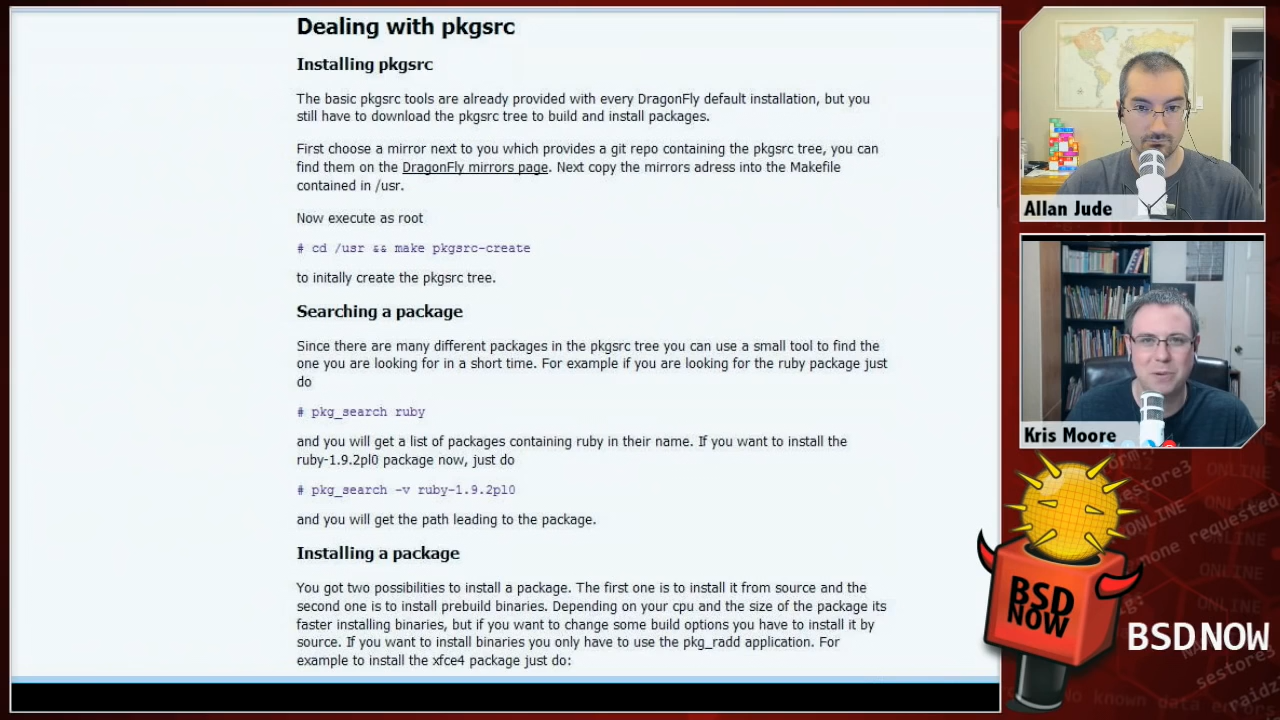 Dealing with pkgsrc
Installing pkgsrc
The basic pkgsrc tools are already provided with every DragonFly default installation, but you
still have to download the pkgsrc tree to build and install packages.
First choose a mirror next to you which provides a git repo containing the pkgsrc tree, you can
find them on the DragonFly mirrors page. Next copy the mirrors adress into the Makefile
contained in /usr.
Now execute as root
# cd /usr && make pkgsrc-create
to initally create the pkgsrc tree.
Searching a package
Since there are many different packages in the pkgsrc tree you can use a small tool to find the
one you are looking for in a short time. For example if you are looking for the ruby package just
do
# pkg_search ruby
and you will get a list of packages containing ruby in their name. If you want to install the
ruby-1.9.2pl0 package now, just do
# pkg_search -v ruby-1.9.2pl0
and you will get the path leading to the package.
Installing a package
You got two possibilities to install a package. The first one is to install it from source and the
second one is to install prebuild binaries. Depending on your cpu and the size of the package its
faster installing binaries, but if you want to change some build options you have to install it by
source. If you want to install binaries you only have to use the pkg_radd application. For
example to install the xfce4 package just do:
Allan Jude
Kris Moore
BSD
NOW
BSD NOW
ONLINE
ONLINE
ONLINE
ONLINE
none requested
No known data errors